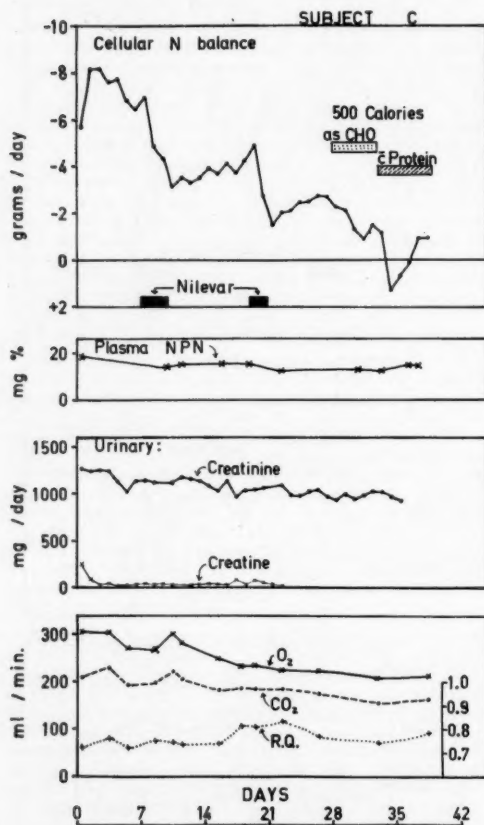 SUBJECT C
-10
Cellular N balance
-8
-6
-4
-2
0
+2
grams / day
500 Calories
as CHO
c̄ Protein
Nilevar
Plasma NPN
20
0
mg %
Urinary:
1500
1000
500
0
mg / day
Creatinine
Creatine
300
200
100
0
ml / min.
O₂
CO₂
R.Q.
1.0
0.9
0.8
0.7
DAYS
0 7 14 21 28 35 42